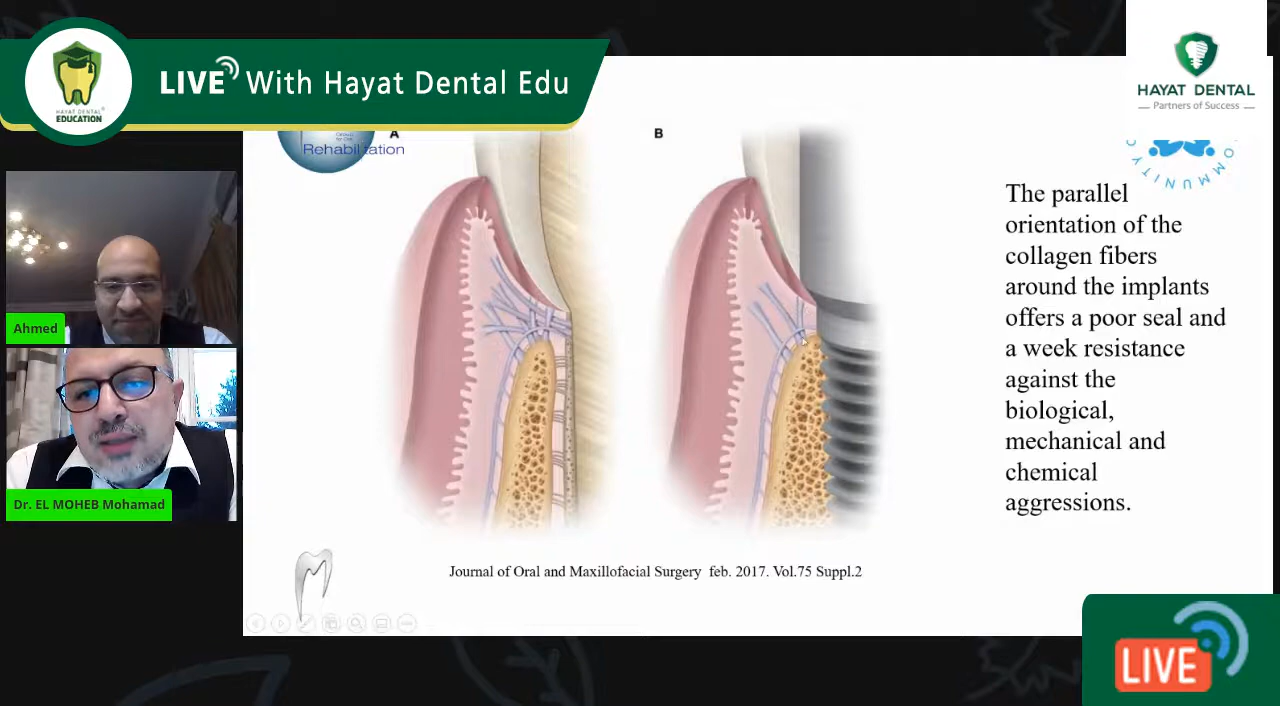 LIVE With Hayat Dental Edu
HAYAT DENTAL
EDUCATION
HAYAT DENTAL
Partners of Success
A
B
Rehabilitation
COMMUNITY
The parallel
orientation of the
collagen fibers
around the implants
offers a poor seal and
a week resistance
against the
biological,
mechanical and
chemical
aggressions.
Ahmed
Dr. EL MOHEB Mohamad
Journal of Oral and Maxillofacial Surgery feb. 2017. Vol.75 Suppl.2
LIVE